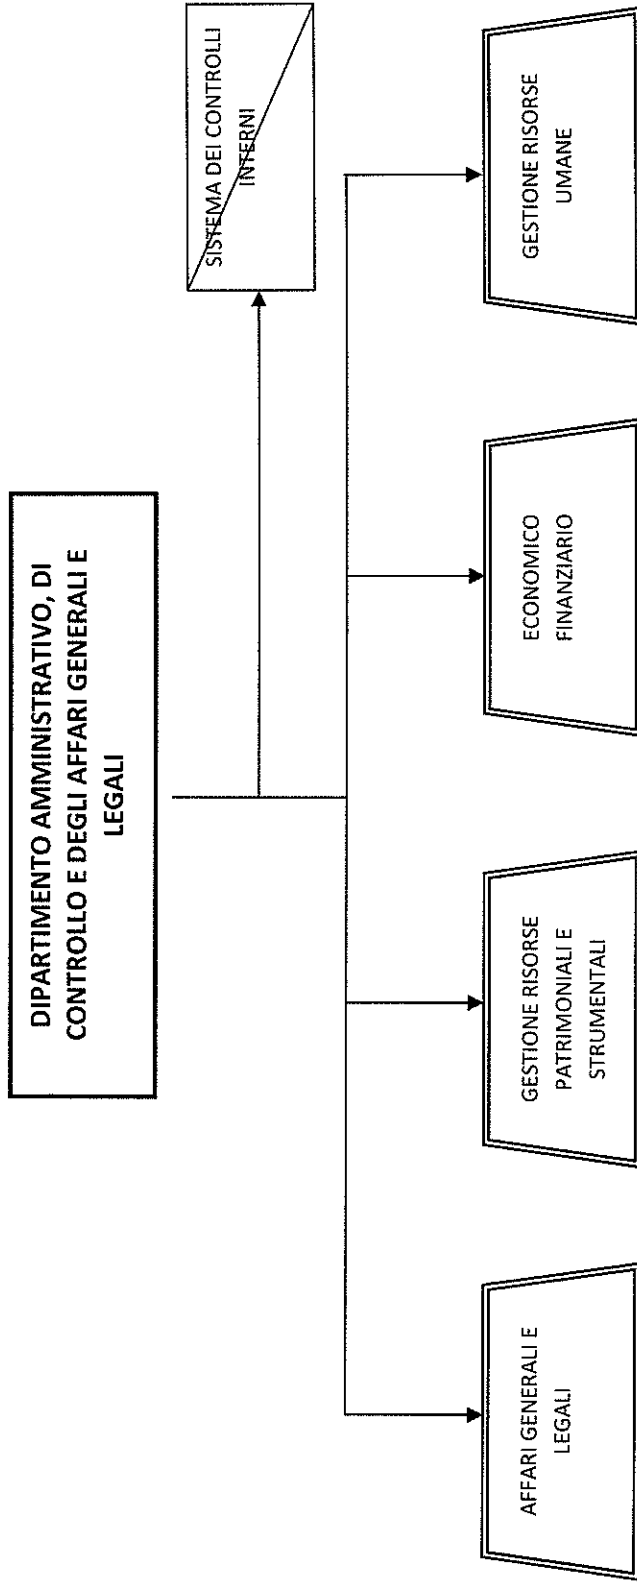 DIPARTIMENTO AMMINISTRATIVO, DI
CONTROLLO E DEGLI AFFARI GENERALI E
LEGALI
SISTEMA DEI CONTROLLI
INTERNI
AFFARI GENERALI E
LEGALI
GESTIONE RISORSE
PATRIMONIALI E
STRUMENTALI
ECONOMICO
FINANZIARIO
GESTIONE RISORSE
UMANE